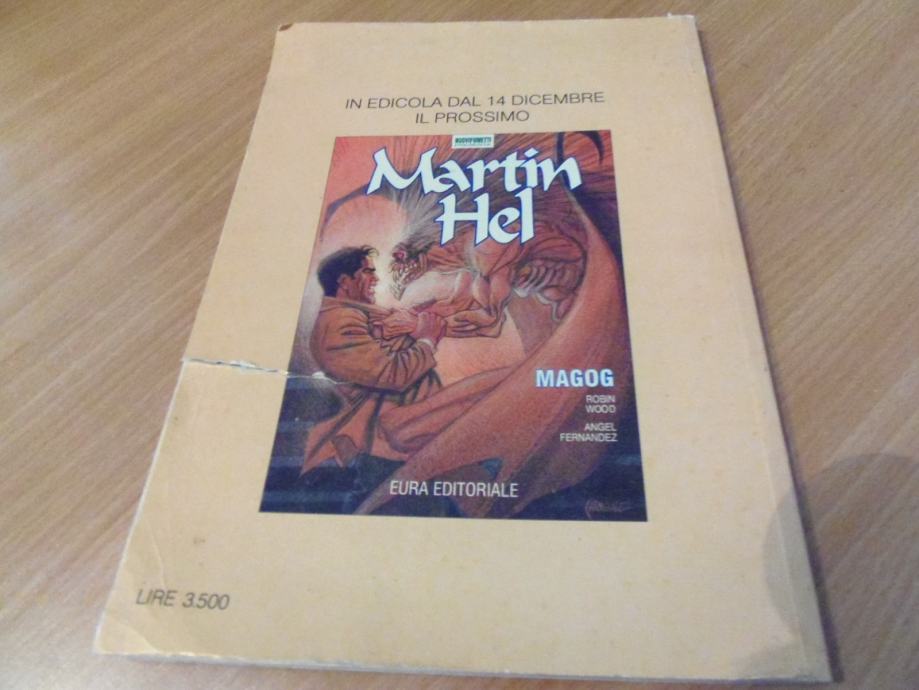 IN EDICOLA DAL 14 DICEMBRE
IL PROSSIMO
NUOVIFUMETTI
Martin
Hel
MAGOG
ROBIN
WOOD
ANGEL
FERNANDEZ
EURA EDITORIALE
LIRE 3.500